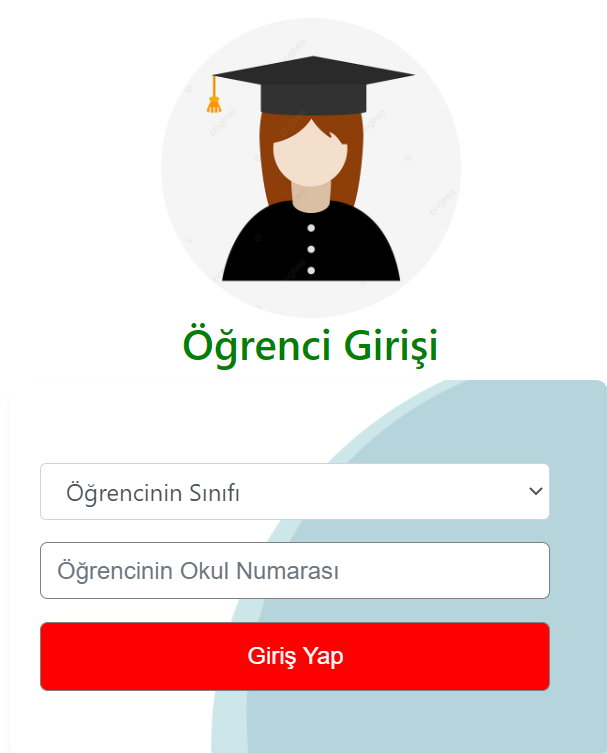 Öğrenci Girişi
Öğrencinin Sınıfı
Öğrencinin Okul Numarası
Giriş Yap